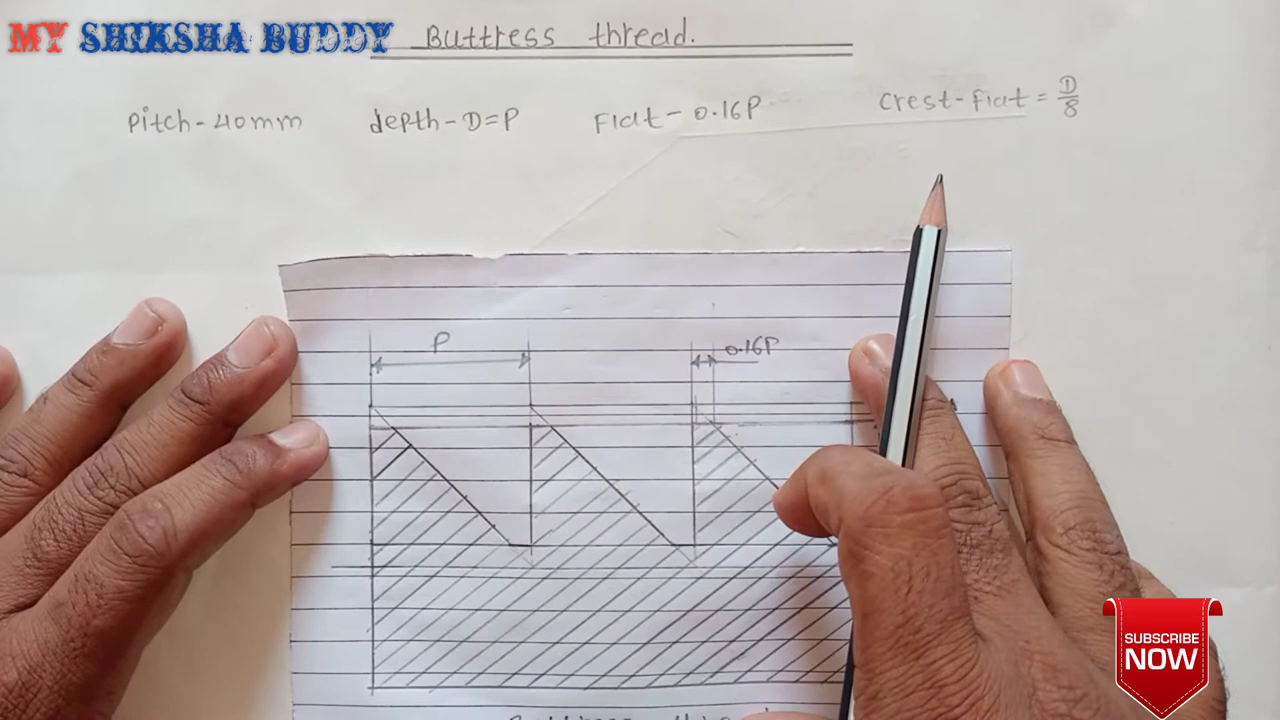 MY SHIKSHA BUDDY
Buttress thread.
Pitch - 40mm depth - D=P Flat - 0.16P Crest-flat = D/8
P
0.16P
SUBSCRIBE
NOW